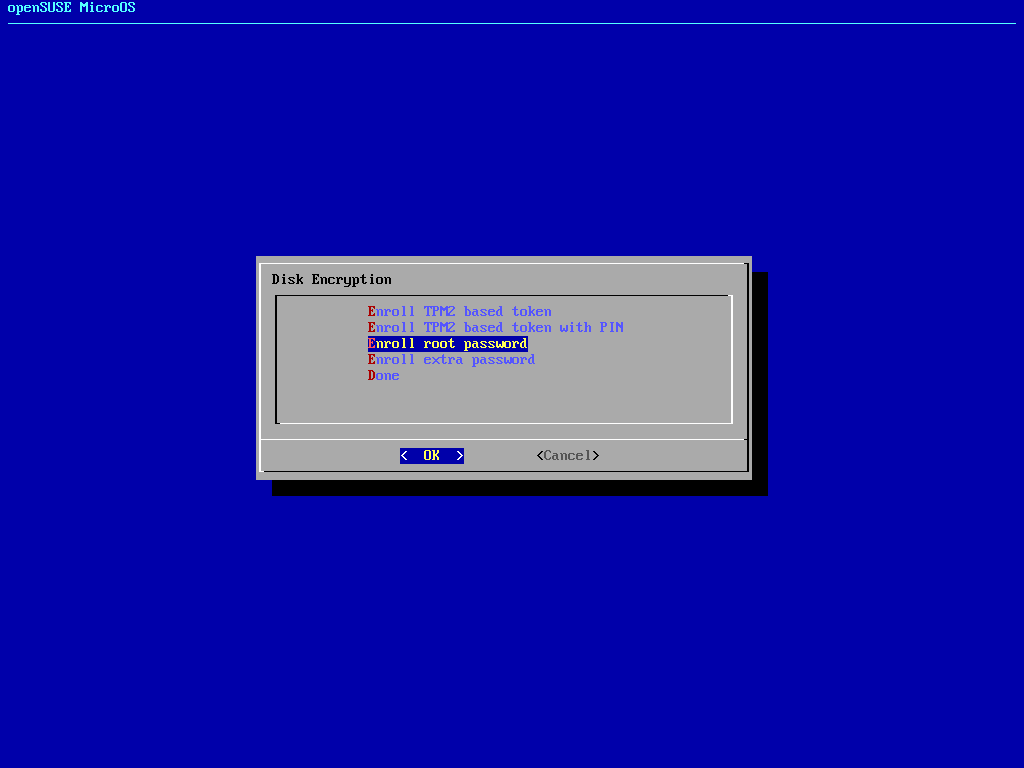 openSUSE MicroOS
Disk Encryption
Enroll TPM2 based token
Enroll TPM2 based token with PIN
Enroll root password
Enroll extra password
Done
<  OK  > <Cancel>